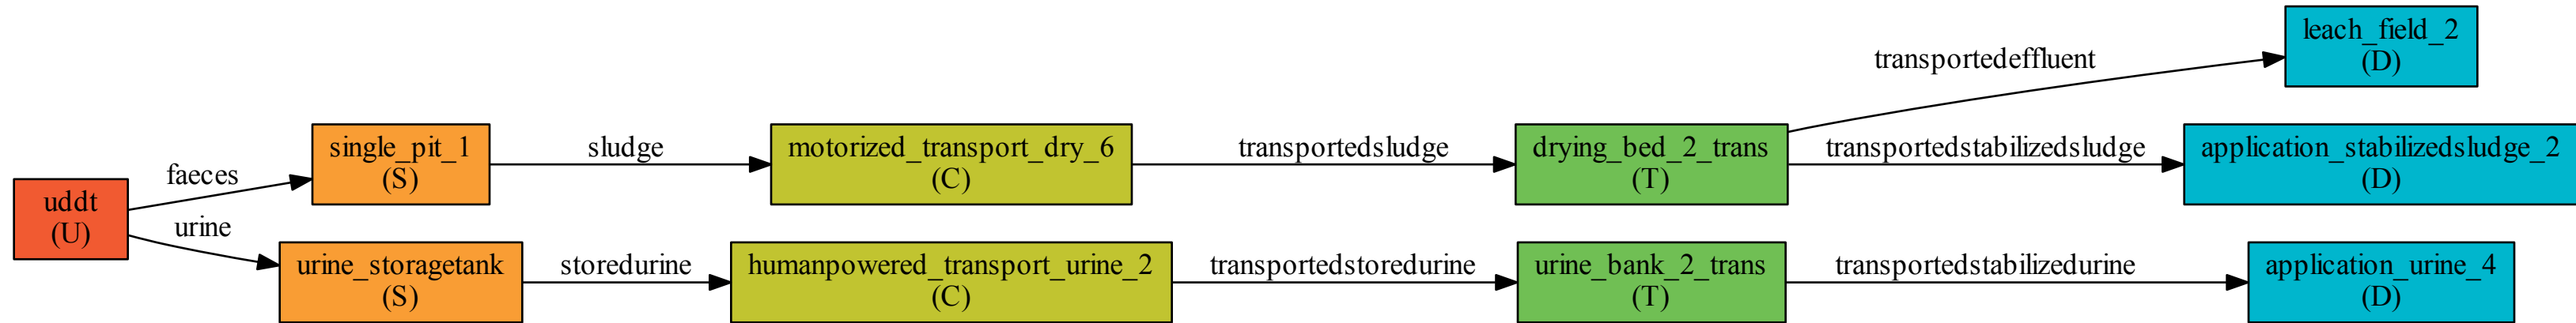 uddt
(U)
faeces
urine
single_pit_1
(S)
urine_storagetank
(S)
sludge
storedurine
motorized_transport_dry_6
(C)
humanpowered_transport_urine_2
(C)
transportedsludge
transportedstoredurine
drying_bed_2_trans
(T)
urine_bank_2_trans
(T)
transportedeffluent
transportedstabilizedsludge
transportedstabilizedurine
leach_field_2
(D)
application_stabilizedsludge_2
(D)
application_urine_4
(D)